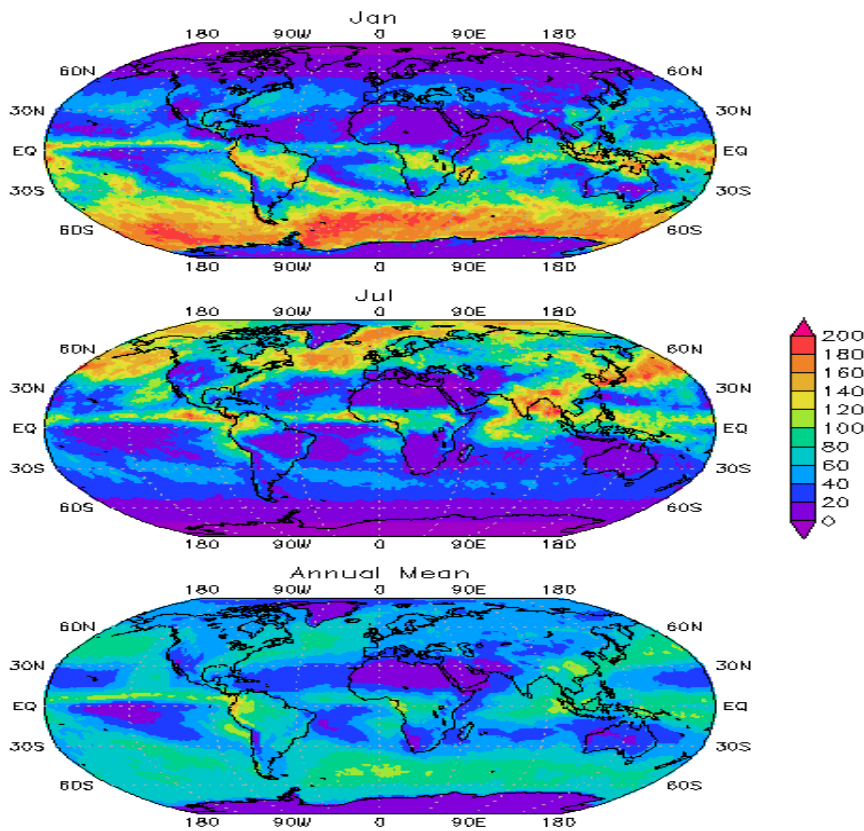 Jan
180 90W 0 90E 180
60N 60N
30N 30N
EQ EQ
30S 30S
60S 60S
180 90W 0 90E 180
Jul
180 90W 0 90E 180
60N 60N
30N 30N
EQ EQ
30S 30S
60S 60S
180 90W 0 90E 180
200
180
160
140
120
100
80
60
40
20
0
Annual Mean
180 90W 0 90E 180
60N 60N
30N 30N
EQ EQ
30S 30S
60S 60S
180 90W 0 90E 180